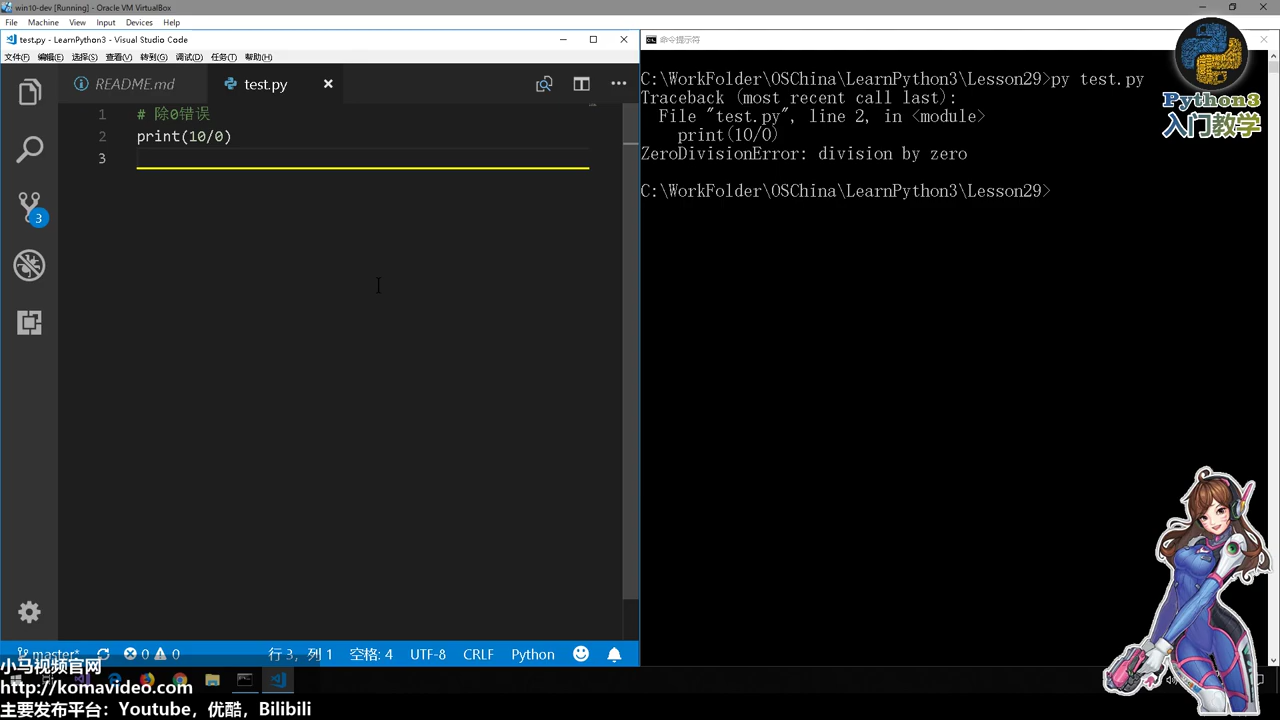 win10-dev [Running] - Oracle VM VirtualBox
File Machine View Input Devices Help
test.py - LearnPython3 - Visual Studio Code
文件(F) 编辑(E) 选择(S) 查看(V) 转到(G) 调试(D) 任务(T) 帮助(H)
README.md test.py
1 # 除0错误
2 print(10/0)
3
3
行 3，列 1 空格: 4 UTF-8 CRLF Python
master* 0 0
命令提示符
C:\WorkFolder\OSChina\LearnPython3\Lesson29>py test.py
Traceback (most recent call last):
File "test.py", line 2, in <module>
print(10/0)
ZeroDivisionError: division by zero
C:\WorkFolder\OSChina\LearnPython3\Lesson29>
Python3
入门教学
小马视频官网
http://komavideo.com
主要发布平台：Youtube，优酷，Bilibili